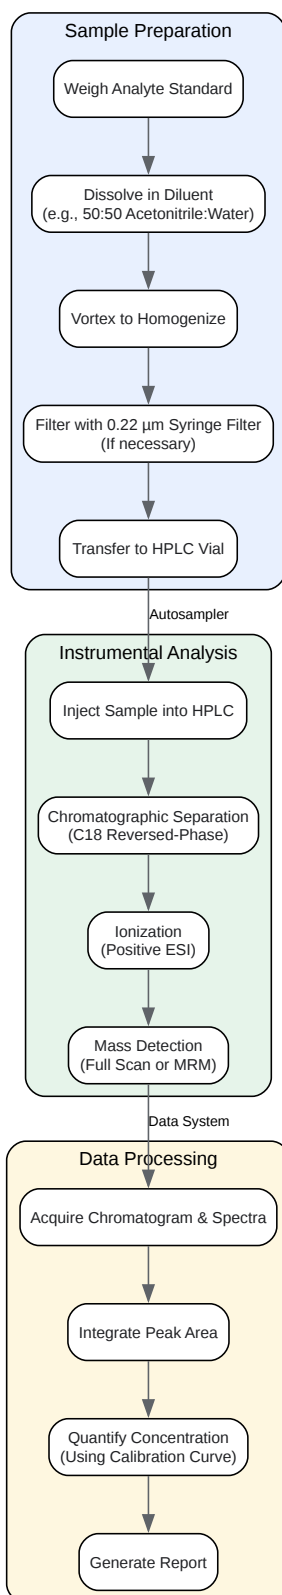 Sample Preparation
Weigh Analyte Standard
Dissolve in Diluent
(e.g., 50:50 Acetonitrile:Water)
Vortex to Homogenize
Filter with 0.22 µm Syringe Filter
(If necessary)
Transfer to HPLC Vial
Autosampler
Instrumental Analysis
Inject Sample into HPLC
Chromatographic Separation
(C18 Reversed-Phase)
Ionization
(Positive ESI)
Mass Detection
(Full Scan or MRM)
Data System
Data Processing
Acquire Chromatogram & Spectra
Integrate Peak Area
Quantify Concentration
(Using Calibration Curve)
Generate Report